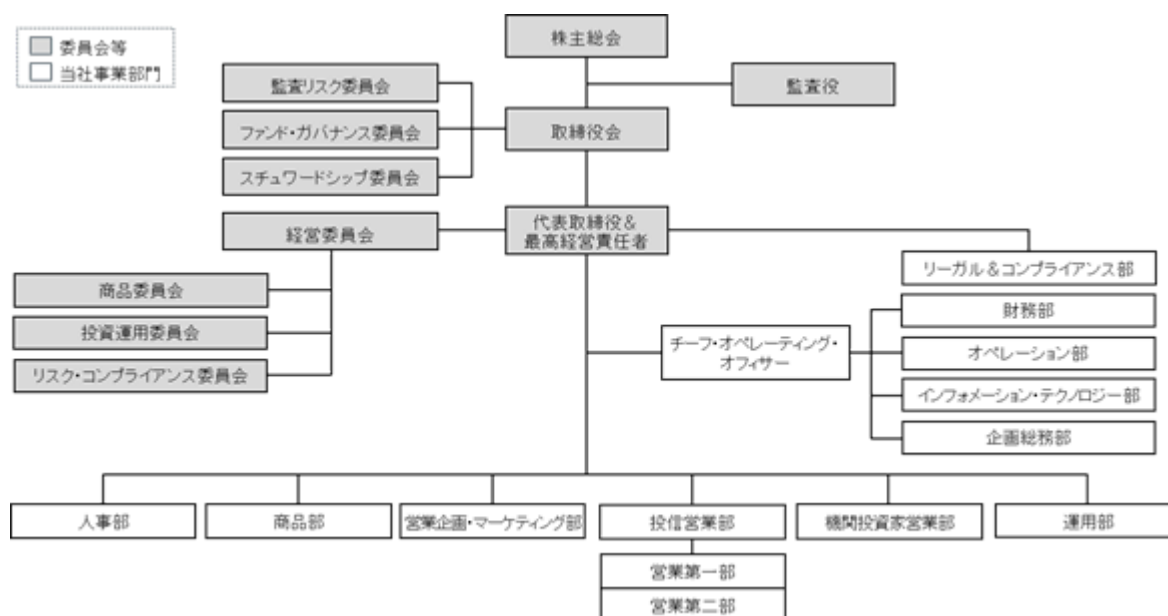 委員会等
当社事業部門
株主総会
監査役
監査リスク委員会
ファンド・ガバナンス委員会
スチュワードシップ委員会
取締役会
経営委員会
代表取締役&
最高経営責任者
商品委員会
投資運用委員会
リスク・コンプライアンス委員会
リーガル&コンプライアンス部
チーフ・オペレーティング・
オフィサー
財務部
オペレーション部
インフォメーション・テクノロジー部
企画総務部
人事部
商品部
営業企画・マーケティング部
投信営業部
機関投資家営業部
運用部
営業第一部
営業第二部